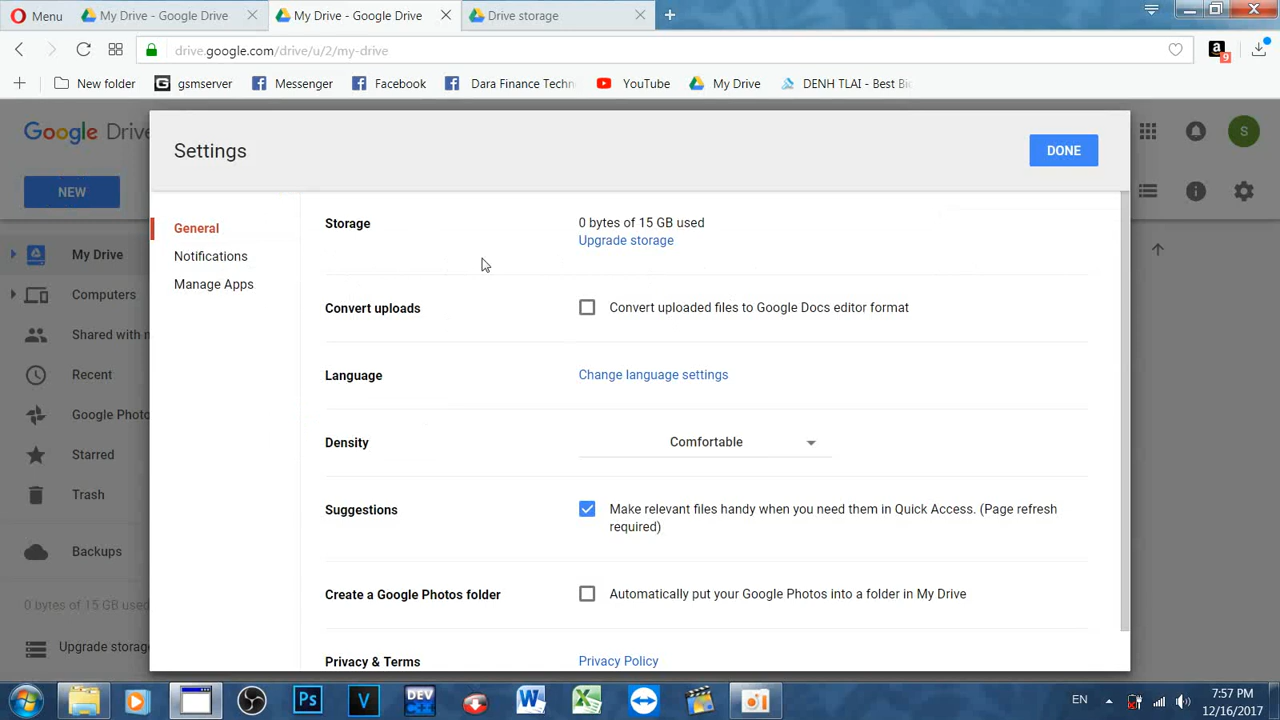 Menu
My Drive - Google Drive
My Drive - Google Drive
Drive storage
drive.google.com/drive/u/2/my-drive
a
9
New folder
G
gsmserver
Messenger
Facebook
Dara Finance Techn
YouTube
My Drive
DENH TLAI - Best Bi
Google Drive
S
Settings
DONE
NEW
General
Notifications
Manage Apps
My Drive
Computers
Shared with m
Recent
Google Photo
Starred
Trash
Backups
0 bytes of 15 GB used
Upgrade storag
Storage
0 bytes of 15 GB used
Upgrade storage
Convert uploads
Convert uploaded files to Google Docs editor format
Language
Change language settings
Density
Comfortable
Suggestions
Make relevant files handy when you need them in Quick Access. (Page refresh
required)
Create a Google Photos folder
Automatically put your Google Photos into a folder in My Drive
Privacy & Terms
Privacy Policy
Ps
V
DEV
C++
W
X
EN
7:57 PM
12/16/2017